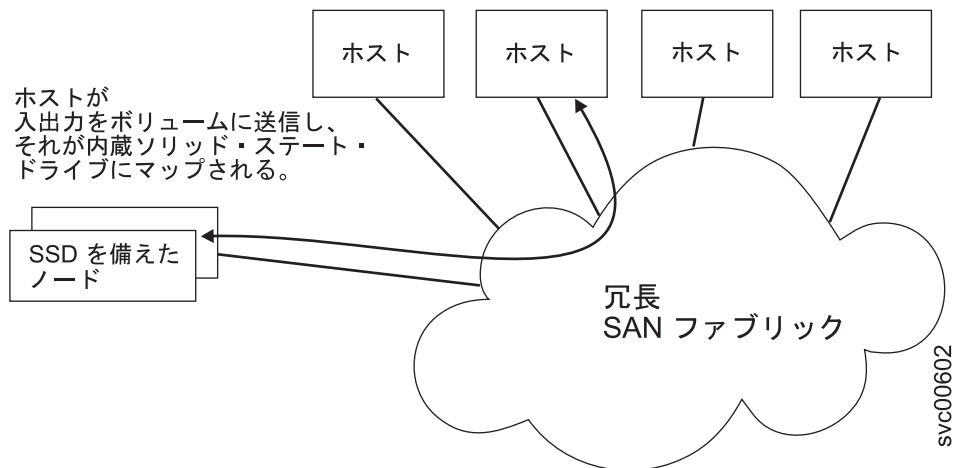 ホスト
ホスト
ホスト
ホスト
ホストが
入出力をボリュームに送信し、
それが内蔵ソリッド・ステート・
ドライブにマップされる。
SSD を備えた
ノード
冗長
SAN ファブリック
svc00602